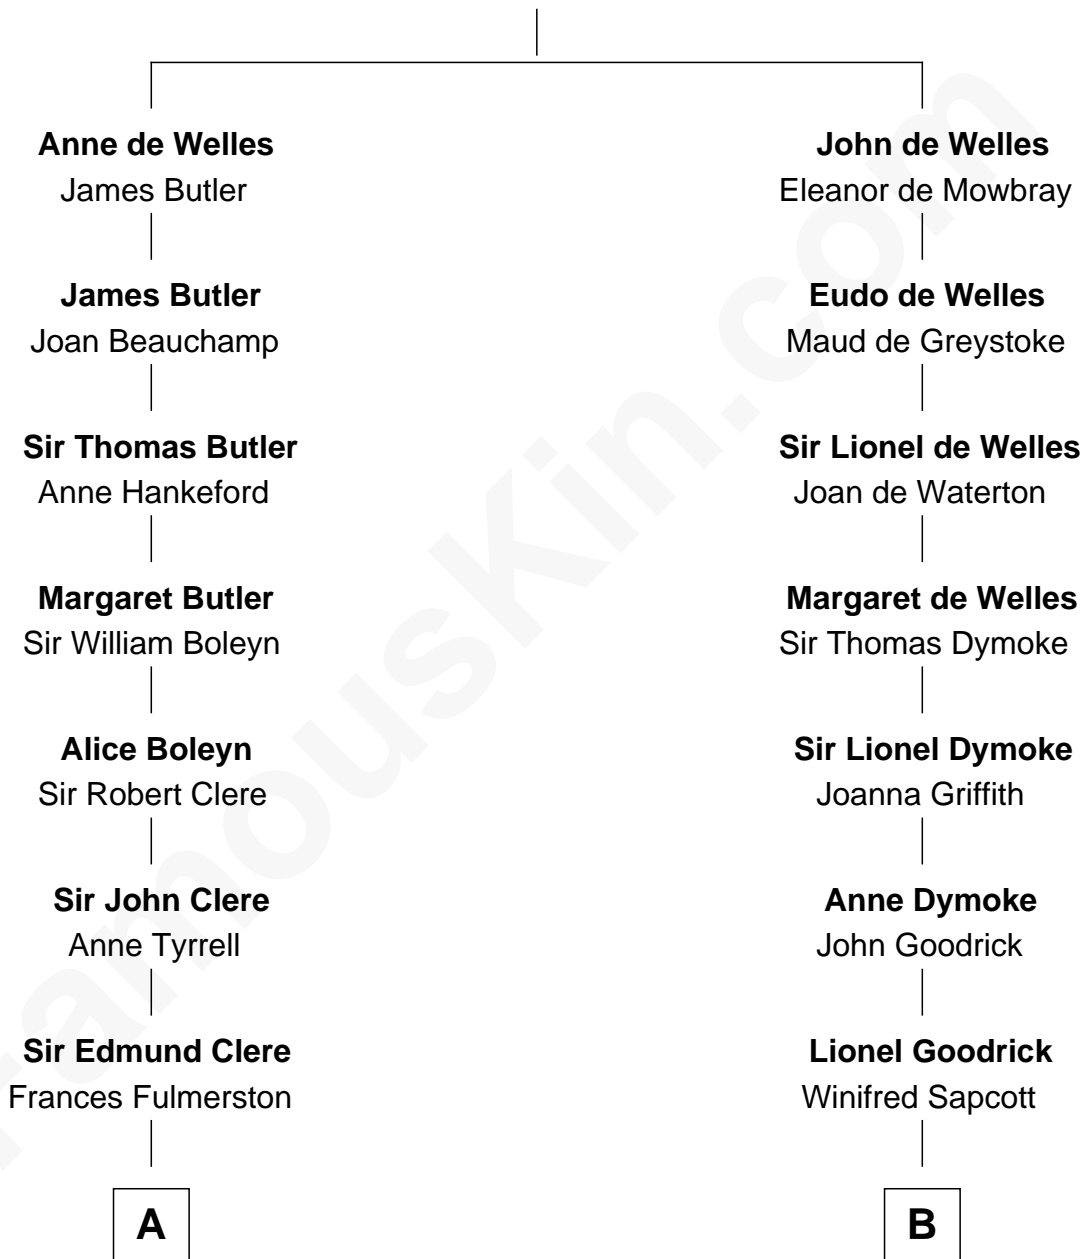 Anne de Welles
James Butler
James Butler
Joan Beauchamp
Sir Thomas Butler
Anne Hankeford
Margaret Butler
Sir William Boleyn
Alice Boleyn
Sir Robert Clere
Sir John Clere
Anne Tyrrell
Sir Edmund Clere
Frances Fulmerston
A
John de Welles
Eleanor de Mowbray
Eudo de Welles
Maud de Greystoke
Sir Lionel de Welles
Joan de Waterton
Margaret de Welles
Sir Thomas Dymoke
Sir Lionel Dymoke
Joanna Griffith
Anne Dymoke
John Goodrick
Lionel Goodrick
Winifred Sapcott
B
FamousKin.com